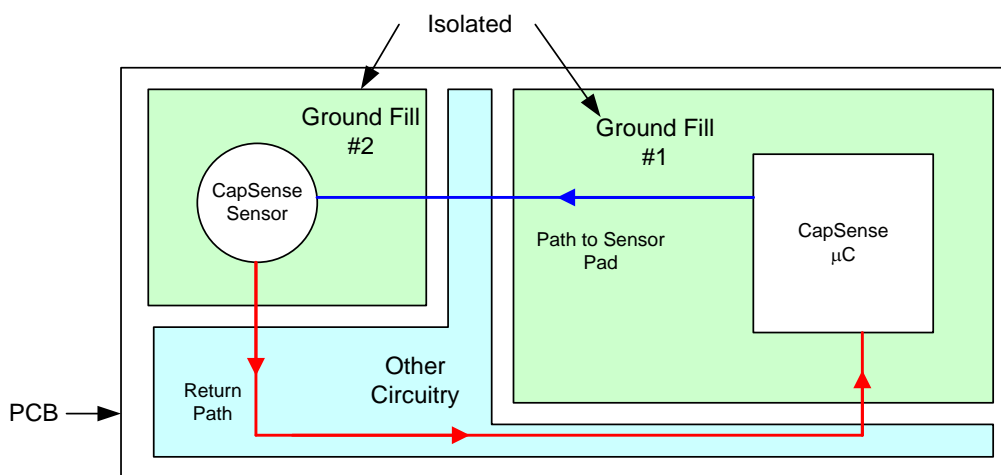 Isolated
Ground Fill
#2
Ground Fill
#1
CapSense
Sensor
CapSense
μC
Path to Sensor
Pad
Other
Circuitry
Return
Path
PCB